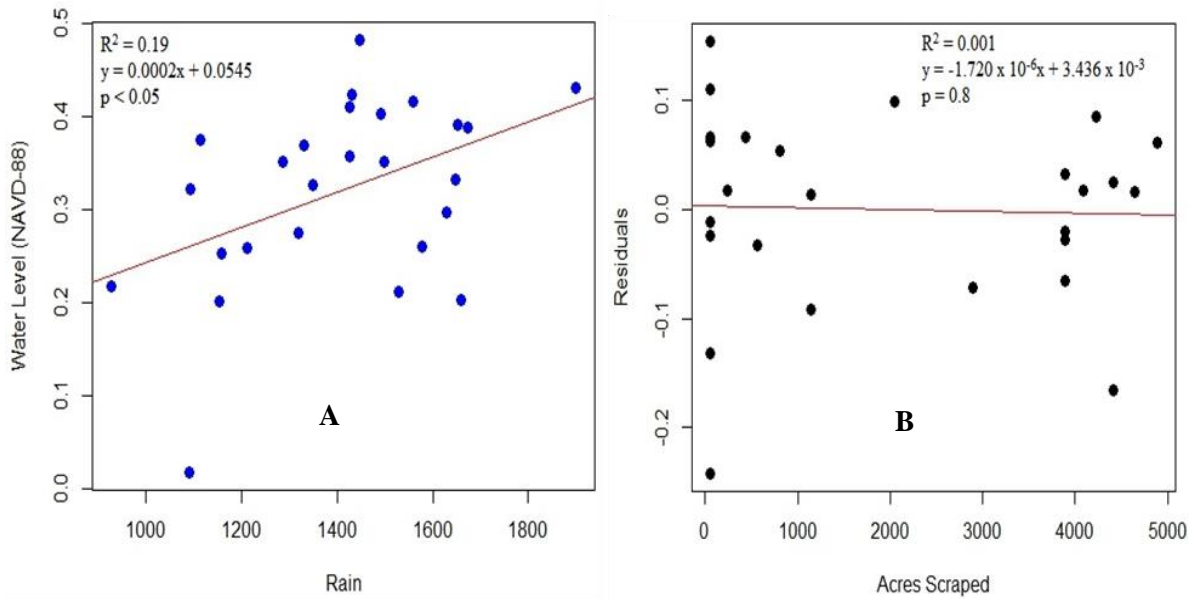 R² = 0.19
y = 0.0002x + 0.0545
p < 0.05
A
Water Level (NAVD-88)
0.0 0.1 0.2 0.3 0.4 0.5
1000 1200 1400 1600 1800
Rain
R² = 0.001
y = -1.720 x 10⁻⁶x + 3.436 x 10⁻³
p = 0.8
B
Residuals
-0.2 -0.1 0.0 0.1
0 1000 2000 3000 4000 5000
Acres Scraped